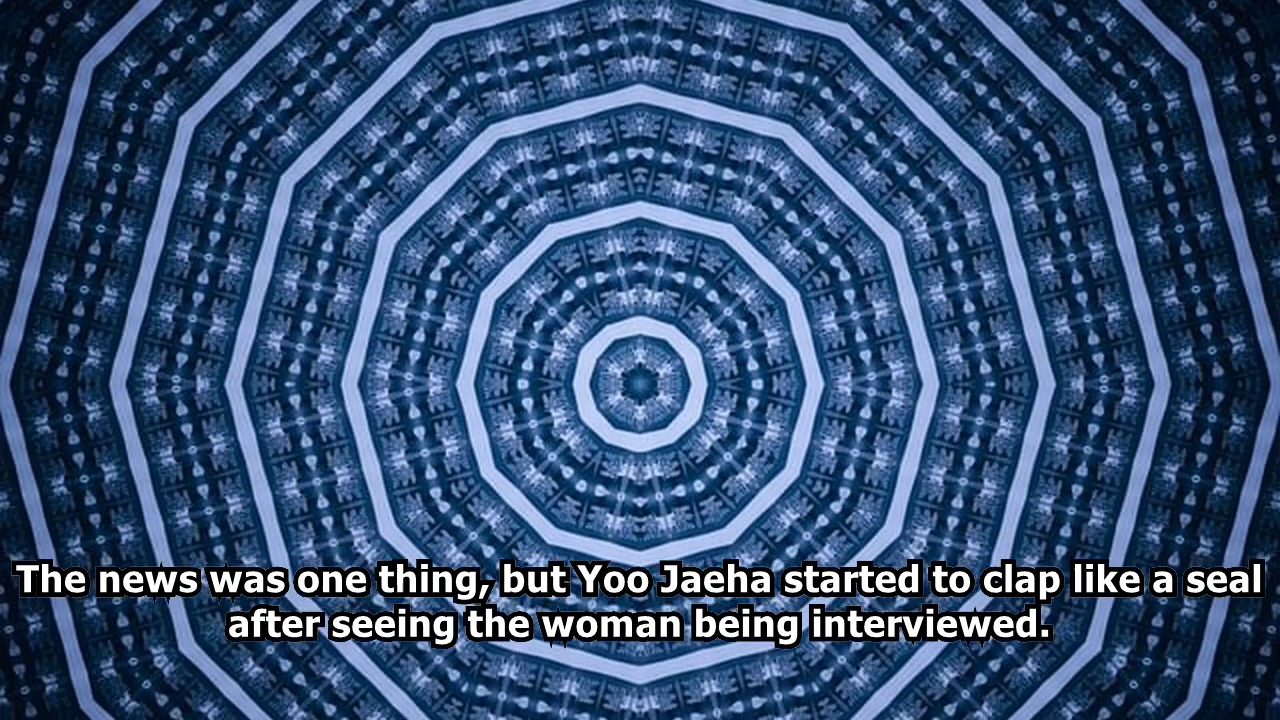 The news was one thing, but Yoo Jaeha started to clap like a seal
after seeing the woman being interviewed.